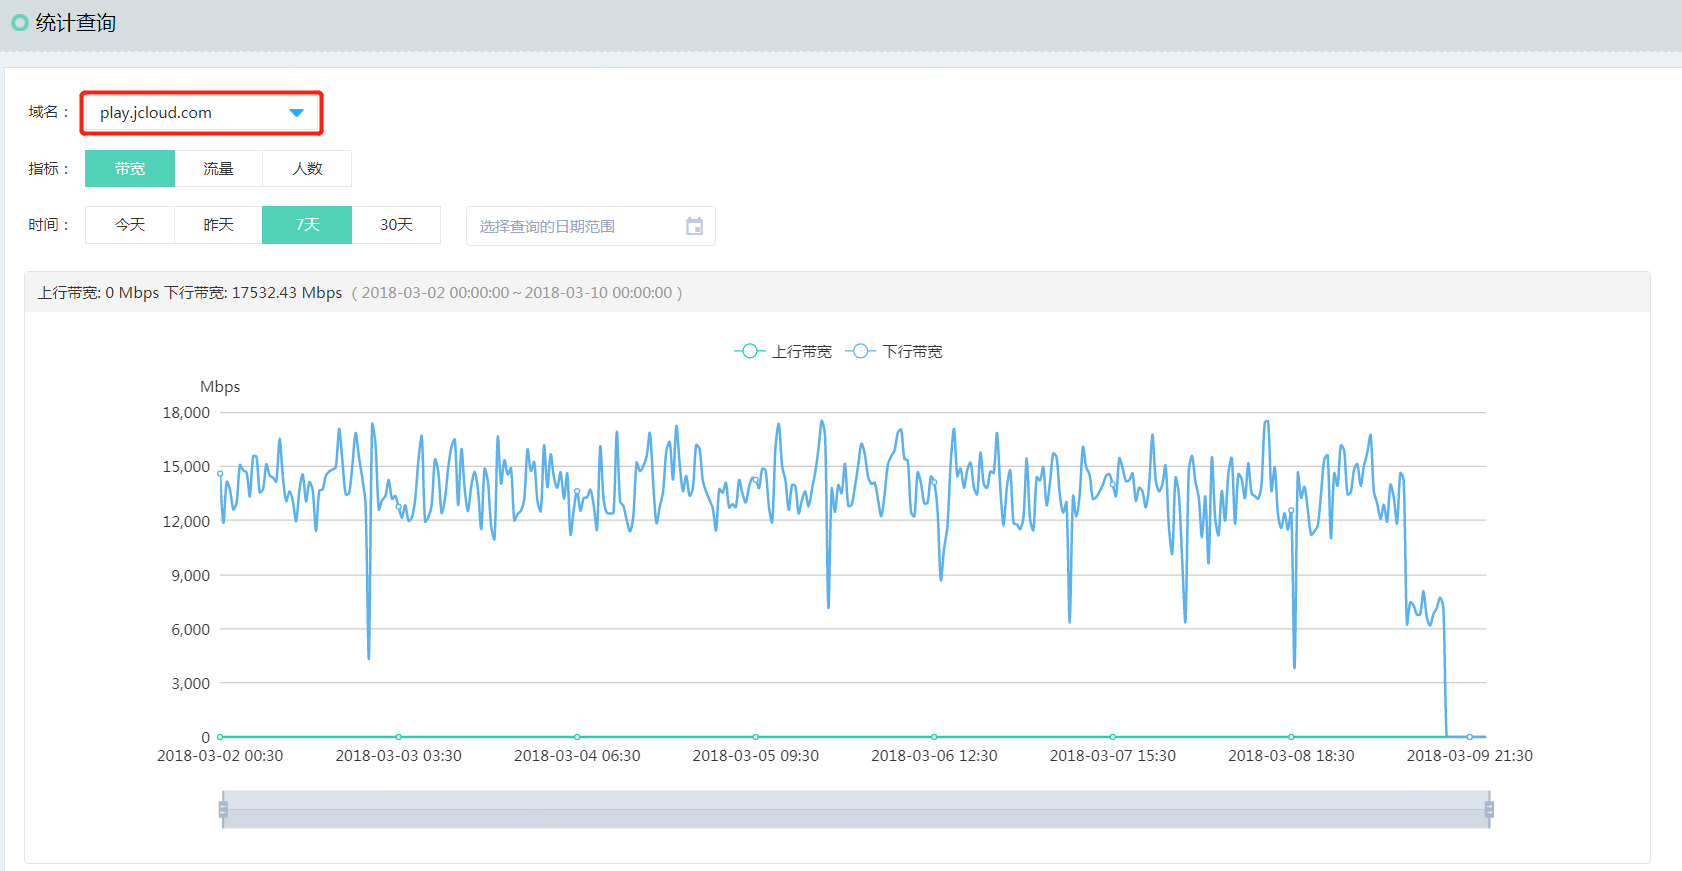 统计查询
域名： play.jcloud.com
指标： 带宽 流量 人数
时间： 今天 昨天 7天 30天 选择查询的日期范围
上行带宽: 0 Mbps 下行带宽: 17532.43 Mbps ( 2018-03-02 00:00:00 ~ 2018-03-10 00:00:00 )
上行带宽 下行带宽
Mbps
18,000
15,000
12,000
9,000
6,000
3,000
0
2018-03-02 00:30 2018-03-03 03:30 2018-03-04 06:30 2018-03-05 09:30 2018-03-06 12:30 2018-03-07 15:30 2018-03-08 18:30 2018-03-09 21:30